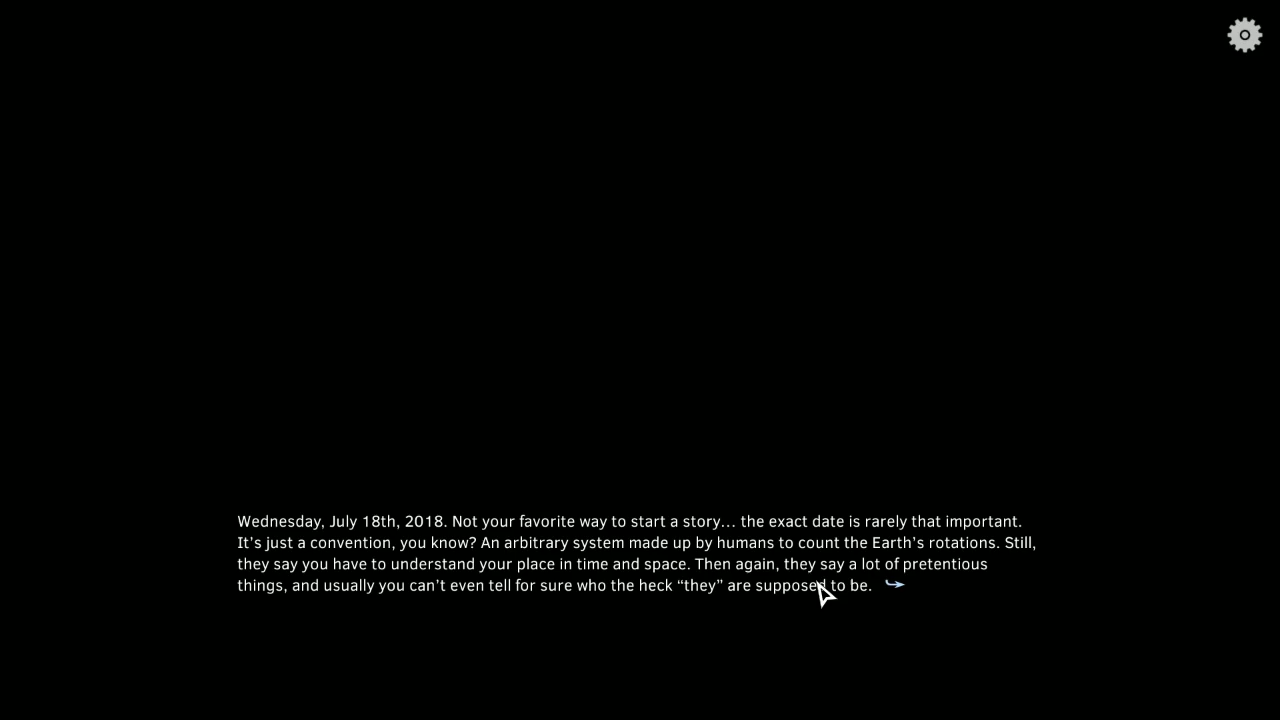 Wednesday, July 18th, 2018. Not your favorite way to start a story… the exact date is rarely that important.
It’s just a convention, you know? An arbitrary system made up by humans to count the Earth’s rotations. Still,
they say you have to understand your place in time and space. Then again, they say a lot of pretentious
things, and usually you can’t even tell for sure who the heck “they” are supposed to be.